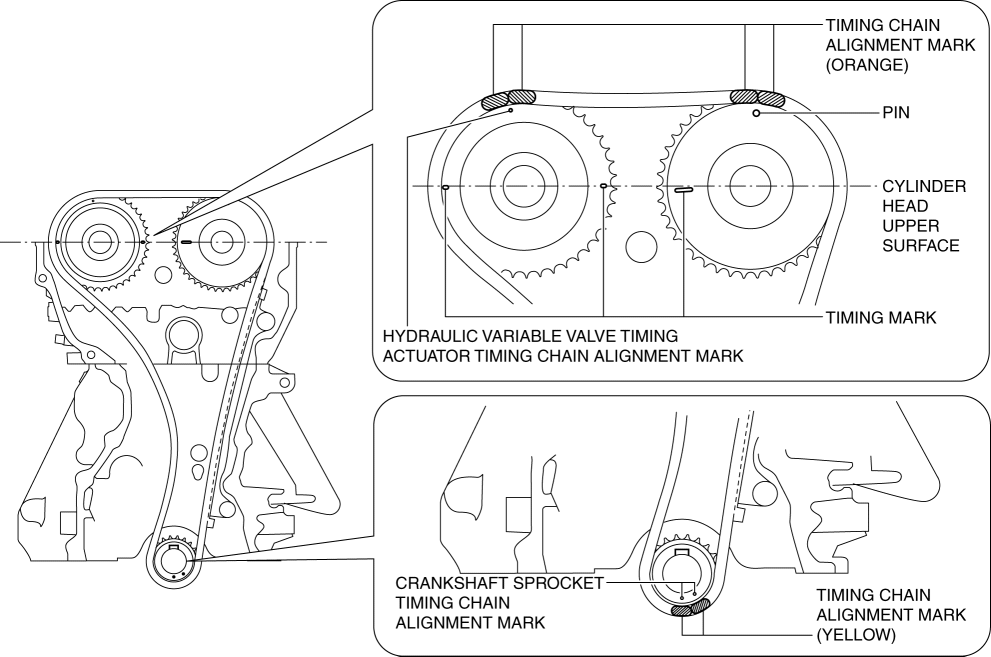 TIMING CHAIN
ALIGNMENT MARK
(ORANGE)
PIN
CYLINDER
HEAD
UPPER
SURFACE
TIMING MARK
HYDRAULIC VARIABLE VALVE TIMING
ACTUATOR TIMING CHAIN ALIGNMENT MARK
CRANKSHAFT SPROCKET
TIMING CHAIN
ALIGNMENT MARK
TIMING CHAIN
ALIGNMENT MARK
(YELLOW)